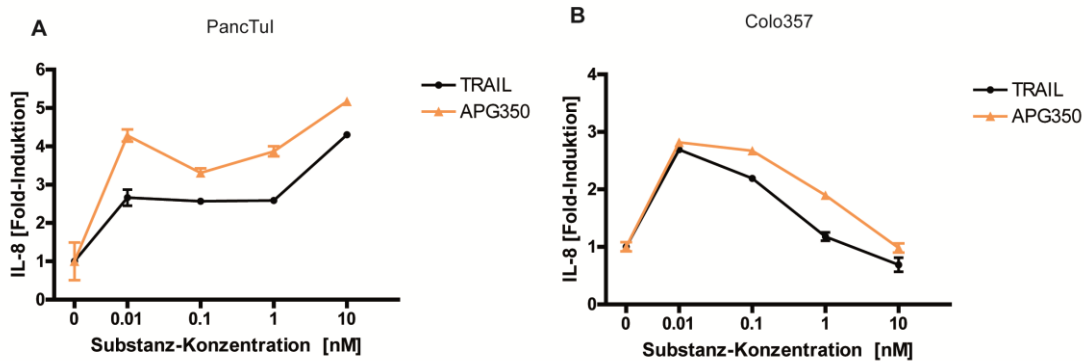 A
PancTuI
IL-8 [Fold-Induktion]
6
5
4
3
2
1
0
0 0.01 0.1 1 10
Substanz-Konzentration [nM]
TRAIL
APG350
B
Colo357
IL-8 [Fold-Induktion]
4
3
2
1
0
0 0.01 0.1 1 10
Substanz-Konzentration [nM]
TRAIL
APG350